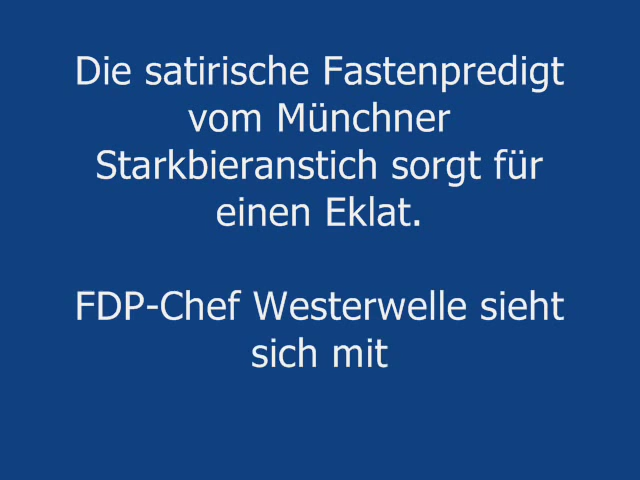 Die satirische Fastenpredigt
vom Münchner
Starkbieranstich sorgt für
einen Eklat.
FDP-Chef Westerwelle sieht
sich mit